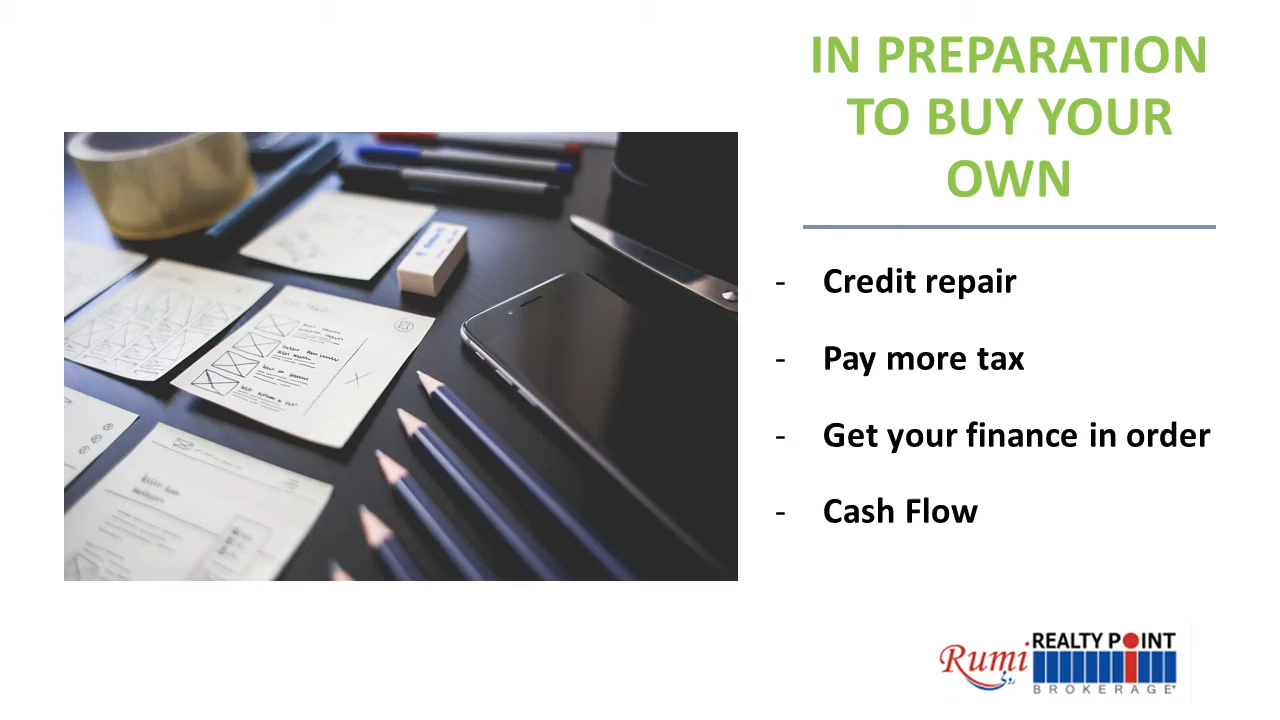 IN PREPARATION
TO BUY YOUR
OWN
- Credit repair
- Pay more tax
- Get your finance in order
- Cash Flow
Rumi
REALTY POINT
BROKERAGE